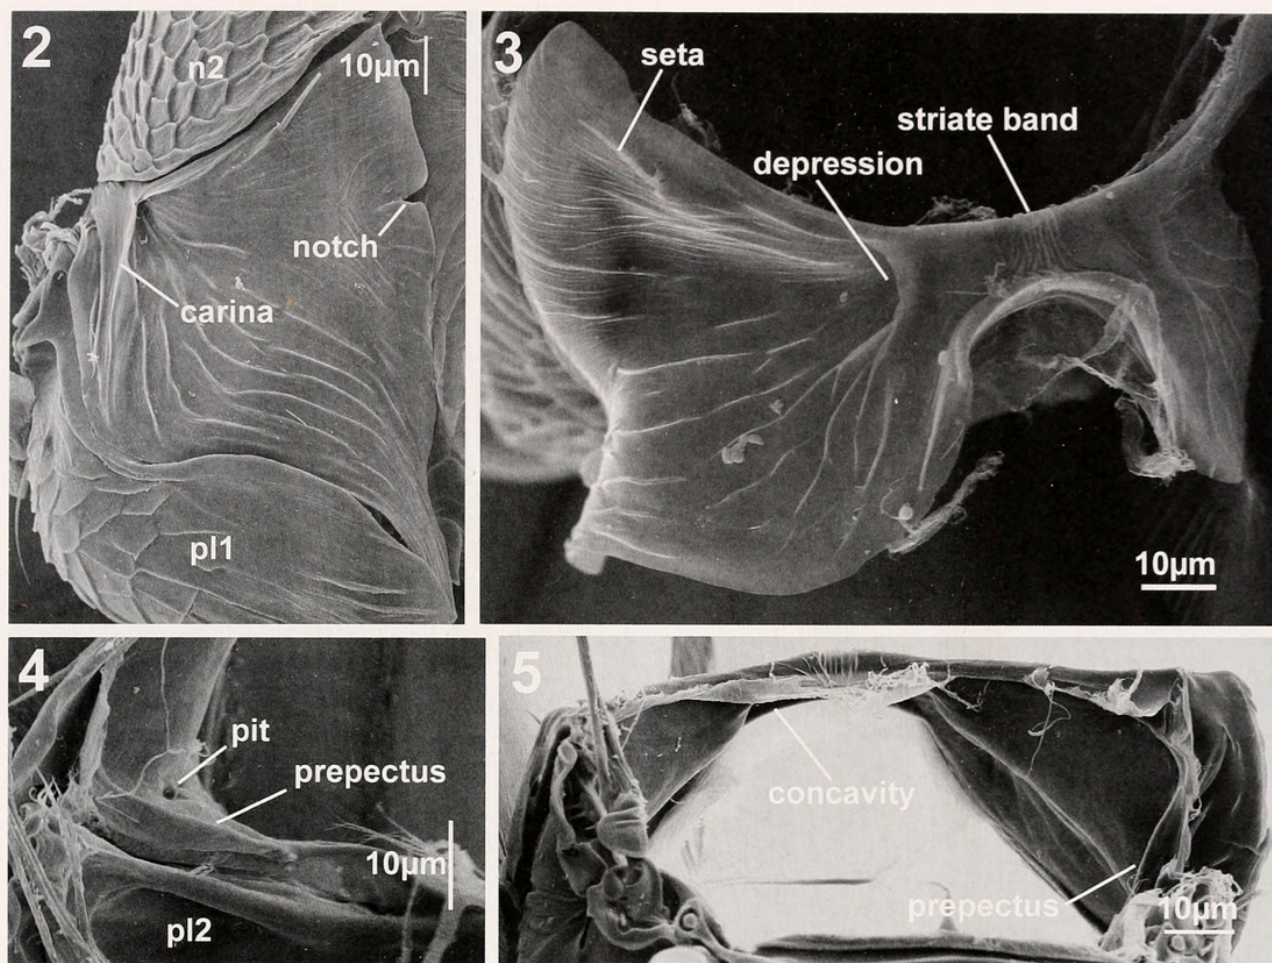 2
n2
10µm
notch
carina
pl1
3
seta
striate band
depression
10µm
4
pit
prepectus
10µm
pl2
5
concavity
prepectus
10µm